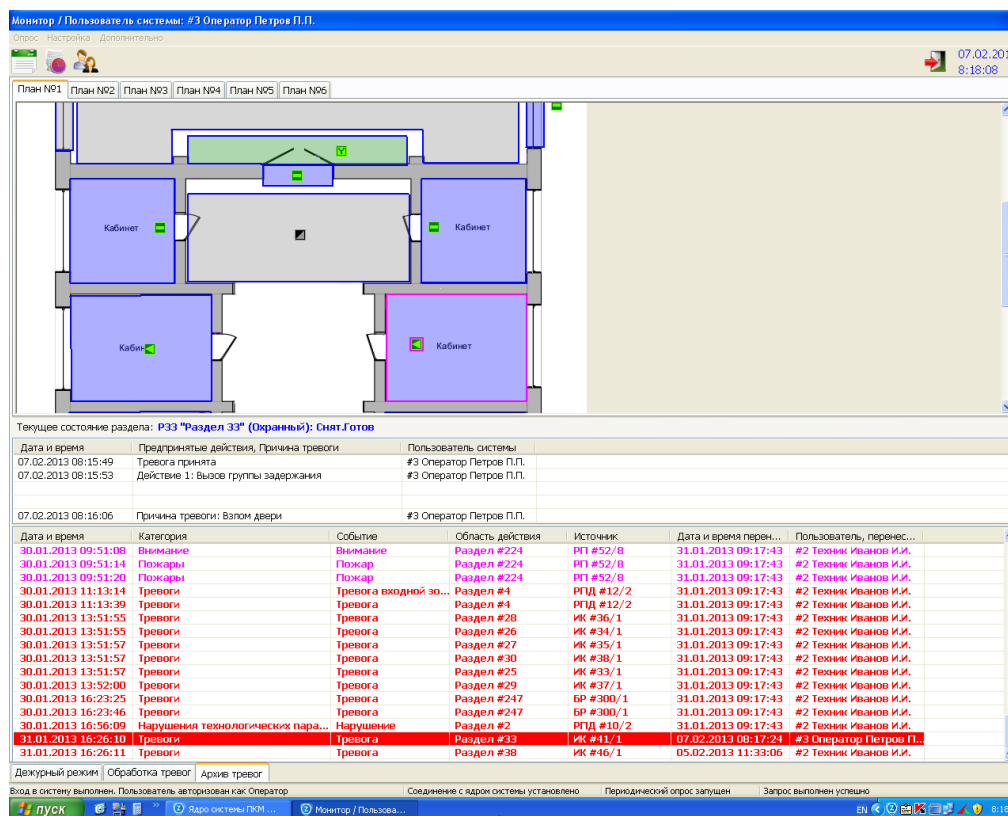 Монитор / Пользователь системы: #3 Оператор Петров П.П.
Опрос Настройка Дополнительно
07.02.201
8:18:08
План №1 План №2 План №3 План №4 План №5 План №6
Y
Кабинет Кабинет
Кабин Кабинет
Текущее состояние раздела: Р33 "Раздел 33" (Охранный): Снят.Готов
Дата и время Предпринятые действия, Причина тревоги Пользователь системы
07.02.2013 08:15:49 Тревога принята #3 Оператор Петров П.П.
07.02.2013 08:15:53 Действие 1: Вызов группы задержания #3 Оператор Петров П.П.
07.02.2013 08:16:06 Причина тревоги: Взлом двери #3 Оператор Петров П.П.
Дата и время Категория Событие Область действия Источник Дата и время перен... Пользователь, перенес...
30.01.2013 09:51:08 Внимание Внимание Раздел #224 РП #52/8 31.01.2013 09:17:43 #2 Техник Иванов И.И.
30.01.2013 09:51:14 Пожары Пожар Раздел #224 РП #52/8 31.01.2013 09:17:43 #2 Техник Иванов И.И.
30.01.2013 09:51:20 Пожары Пожар Раздел #224 РП #52/8 31.01.2013 09:17:43 #2 Техник Иванов И.И.
30.01.2013 11:13:14 Тревоги Тревога входной зо... Раздел #4 РПД #12/2 31.01.2013 09:17:43 #2 Техник Иванов И.И.
30.01.2013 11:13:39 Тревоги Тревога Раздел #4 РПД #12/2 31.01.2013 09:17:43 #2 Техник Иванов И.И.
30.01.2013 13:51:55 Тревоги Тревога Раздел #28 ИК #36/1 31.01.2013 09:17:43 #2 Техник Иванов И.И.
30.01.2013 13:51:55 Тревоги Тревога Раздел #26 ИК #34/1 31.01.2013 09:17:43 #2 Техник Иванов И.И.
30.01.2013 13:51:57 Тревоги Тревога Раздел #27 ИК #35/1 31.01.2013 09:17:43 #2 Техник Иванов И.И.
30.01.2013 13:51:57 Тревоги Тревога Раздел #30 ИК #38/1 31.01.2013 09:17:43 #2 Техник Иванов И.И.
30.01.2013 13:51:57 Тревоги Тревога Раздел #25 ИК #33/1 31.01.2013 09:17:43 #2 Техник Иванов И.И.
30.01.2013 13:52:00 Тревоги Тревога Раздел #29 ИК #37/1 31.01.2013 09:17:43 #2 Техник Иванов И.И.
30.01.2013 16:23:25 Тревоги Тревога Раздел #247 БР #300/1 31.01.2013 09:17:43 #2 Техник Иванов И.И.
30.01.2013 16:23:46 Тревоги Тревога Раздел #247 БР #300/1 31.01.2013 09:17:43 #2 Техник Иванов И.И.
30.01.2013 16:56:09 Нарушения технологических пара... Нарушение Раздел #2 РПД #10/2 31.01.2013 09:17:43 #2 Техник Иванов И.И.
31.01.2013 16:26:10 Тревоги Тревога Раздел #33 ИК #41/1 07.02.2013 08:17:24 #3 Оператор Петров П...
31.01.2013 16:26:11 Тревоги Тревога Раздел #38 ИК #46/1 05.02.2013 11:33:06 #2 Техник Иванов И.И.
Дежурный режим Обработка тревог Архив тревог
Вход в систему выполнен. Пользователь авторизован как Оператор Соединение с ядром системы установлено Периодический опрос запущен Запрос выполнен успешно
пуск Ядро системы ПКМ ... Монитор / Пользова... EN 8:18